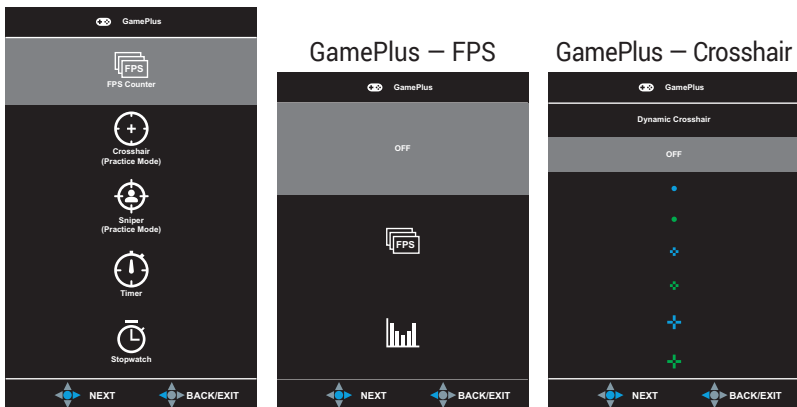 GamePlus
FPS
FPS Counter
Crosshair
(Practice Mode)
Sniper
(Practice Mode)
Timer
Stopwatch
NEXT
BACK/EXIT
GamePlus — FPS
GamePlus
OFF
FPS
NEXT
BACK/EXIT
GamePlus — Crosshair
GamePlus
Dynamic Crosshair
OFF
NEXT
BACK/EXIT